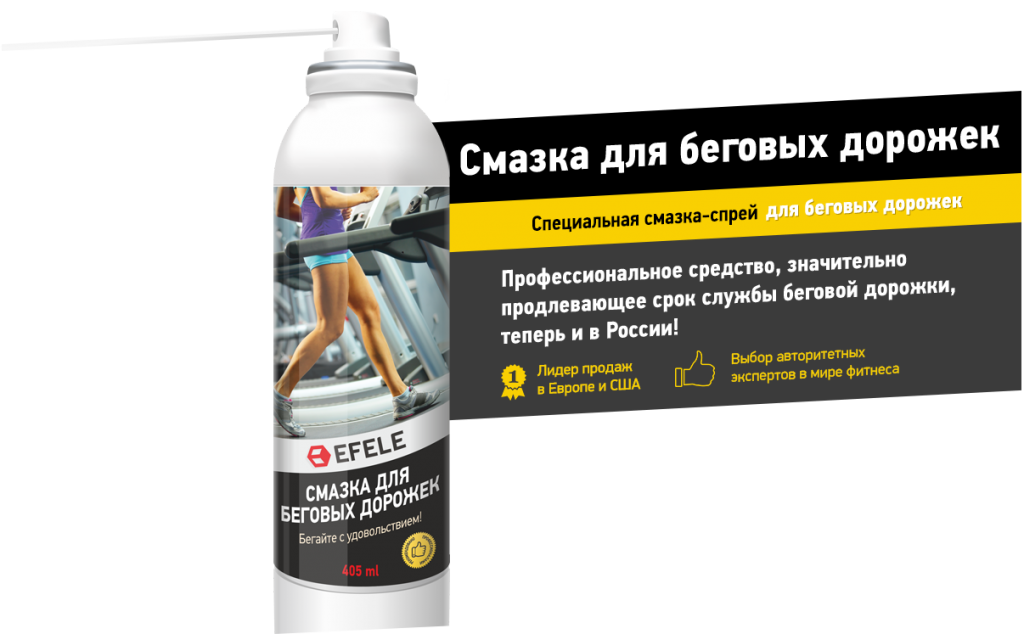 Смазка для беговых дорожек
Специальная смазка-спрей для беговых дорожек
Профессиональное средство, значительно
продлевающее срок службы беговой дорожки,
теперь и в России!
1
Лидер продаж
в Европе и США
Выбор авторитетных
экспертов в мире фитнеса
EFELE
СМАЗКА ДЛЯ
БЕГОВЫХ ДОРОЖЕК
Бегайте с удовольствием!
405 ml